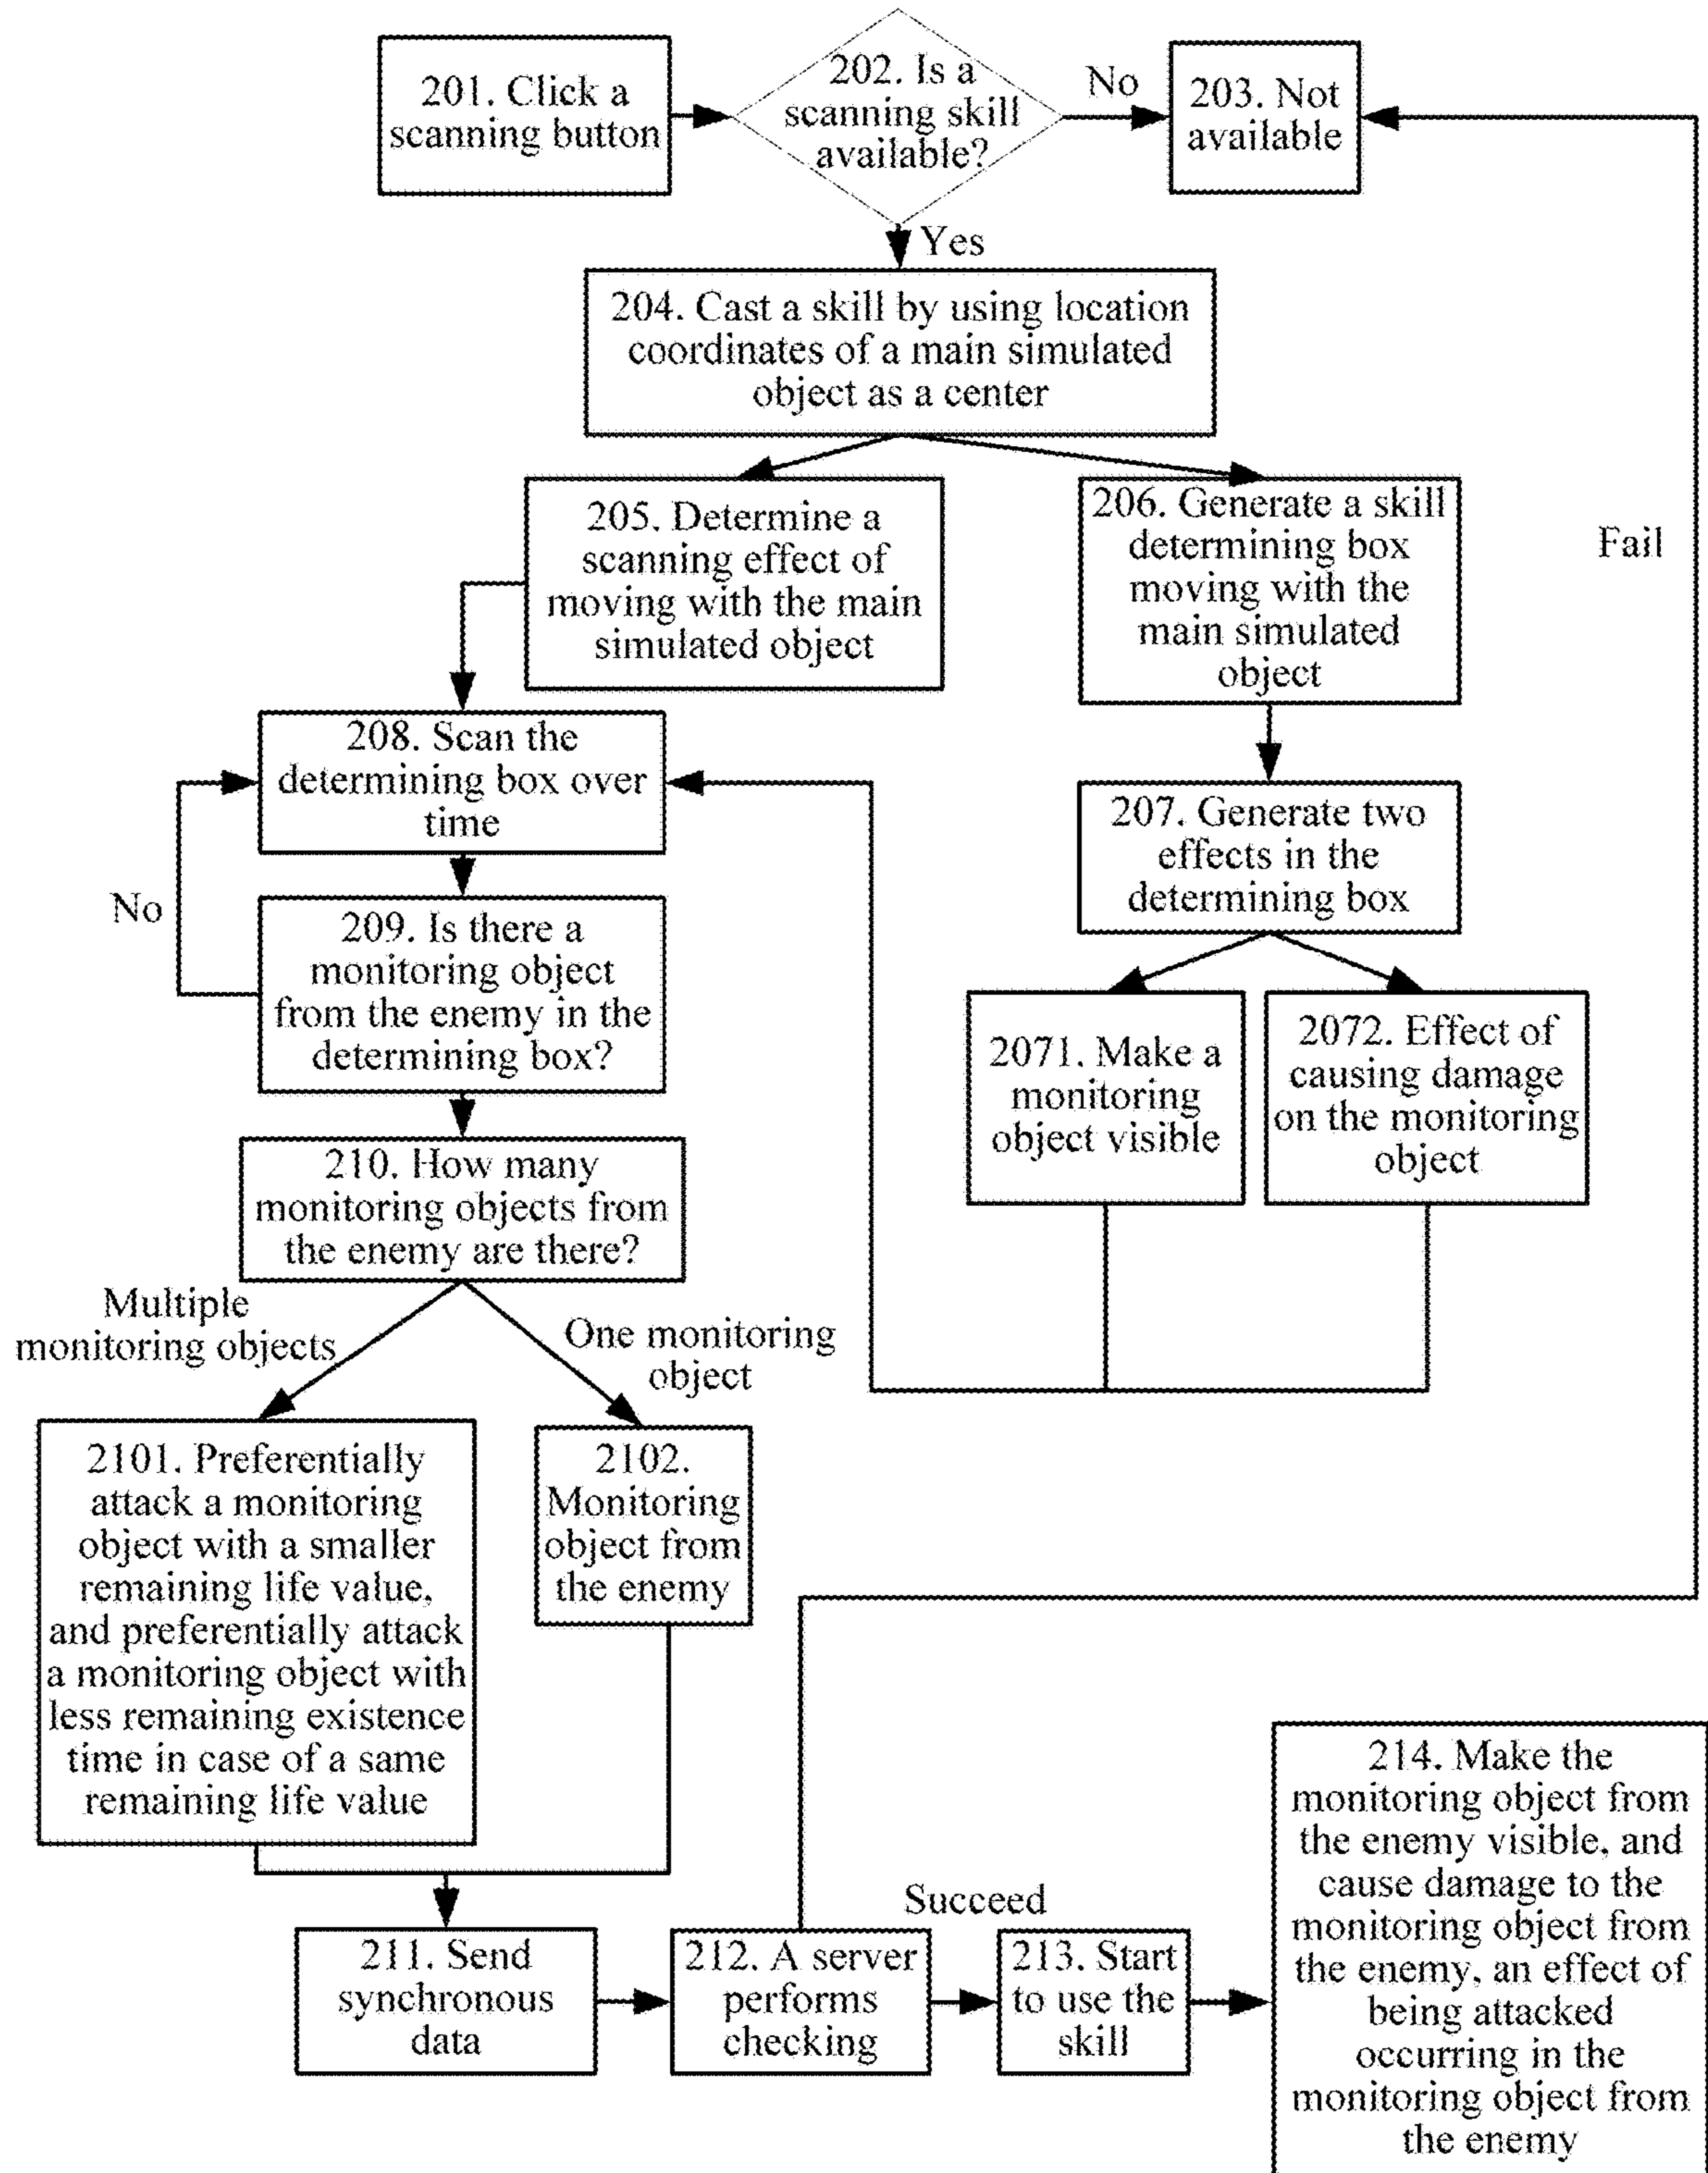 201. Click a
scanning button
202. Is a
scanning skill
available?
No
203. Not
available
Yes
204. Cast a skill by using location
coordinates of a main simulated
object as a center
205. Determine a
scanning effect of
moving with the main
simulated object
206. Generate a skill
determining box
moving with the
main simulated
object
Fail
208. Scan the
determining box over
time
207. Generate two
effects in the
determining box
No
209. Is there a
monitoring object
from the enemy in the
determining box?
2071. Make a
monitoring
object visible
2072. Effect of
causing damage
on the monitoring
object
210. How many
monitoring objects from
the enemy are there?
Multiple
monitoring objects
One monitoring
object
2101. Preferentially
attack a monitoring
object with a smaller
remaining life value,
and preferentially attack
a monitoring object with
less remaining existence
time in case of a same
remaining life value
2102.
Monitoring
object from
the enemy
211. Send
synchronous
data
212. A server
performs
checking
Succeed
213. Start
to use the
skill
214. Make the
monitoring object from
the enemy visible, and
cause damage to the
monitoring object from
the enemy, an effect of
being attacked
occurring in the
monitoring object from
the enemy